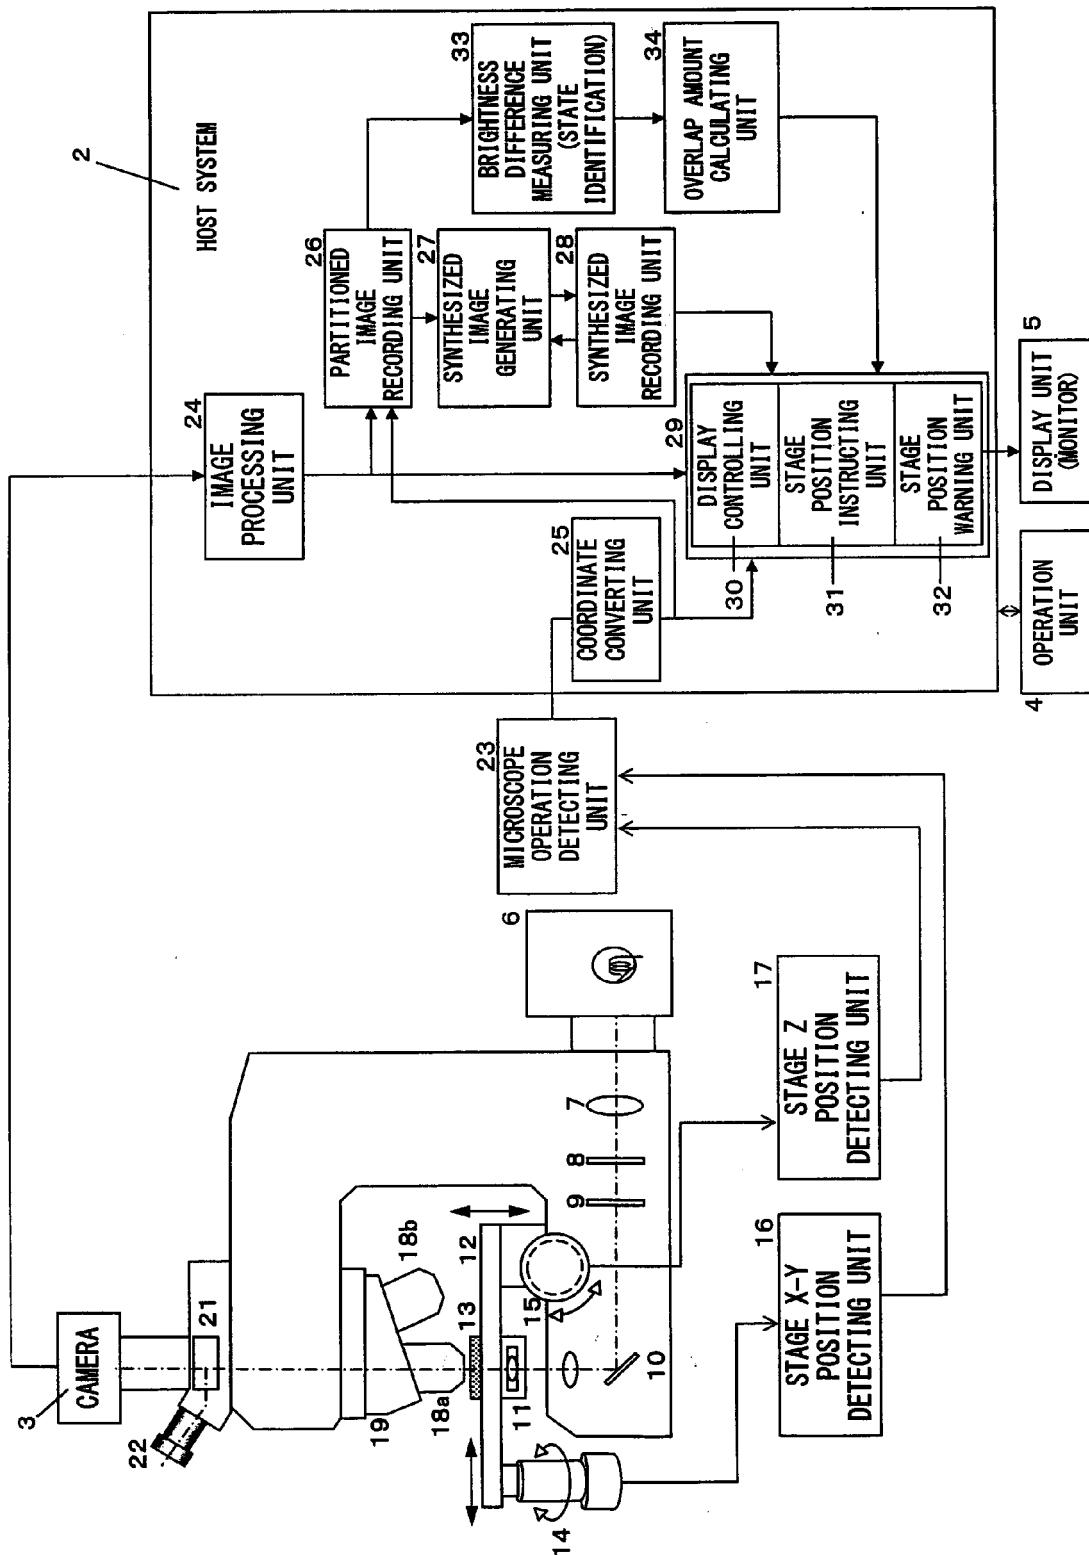 2
HOST SYSTEM
3
CAMERA
22
21
19
18a
18b
13
12
11
15
14
10
9
8
7
6
16
STAGE X-Y
POSITION
DETECTING UNIT
17
STAGE Z
POSITION
DETECTING UNIT
23
MICROSCOPE
OPERATION
DETECTING
UNIT
24
IMAGE
PROCESSING
UNIT
25
COORDINATE
CONVERTING
UNIT
26
PARTITIONED
IMAGE
RECORDING UNIT
27
SYNTHESIZED
IMAGE
GENERATING
UNIT
28
SYNTHESIZED
IMAGE
RECORDING UNIT
33
BRIGHTNESS
DIFFERENCE
MEASURING UNIT
(STATE
IDENTIFICATION)
34
OVERLAP AMOUNT
CALCULATING
UNIT
29
DISPLAY
CONTROLLING
UNIT
STAGE
POSITION
INSTRUCTING
UNIT
STAGE
POSITION
WARNING UNIT
30
31
32
4
OPERATION
UNIT
5
DISPLAY UNIT
(MONITOR)